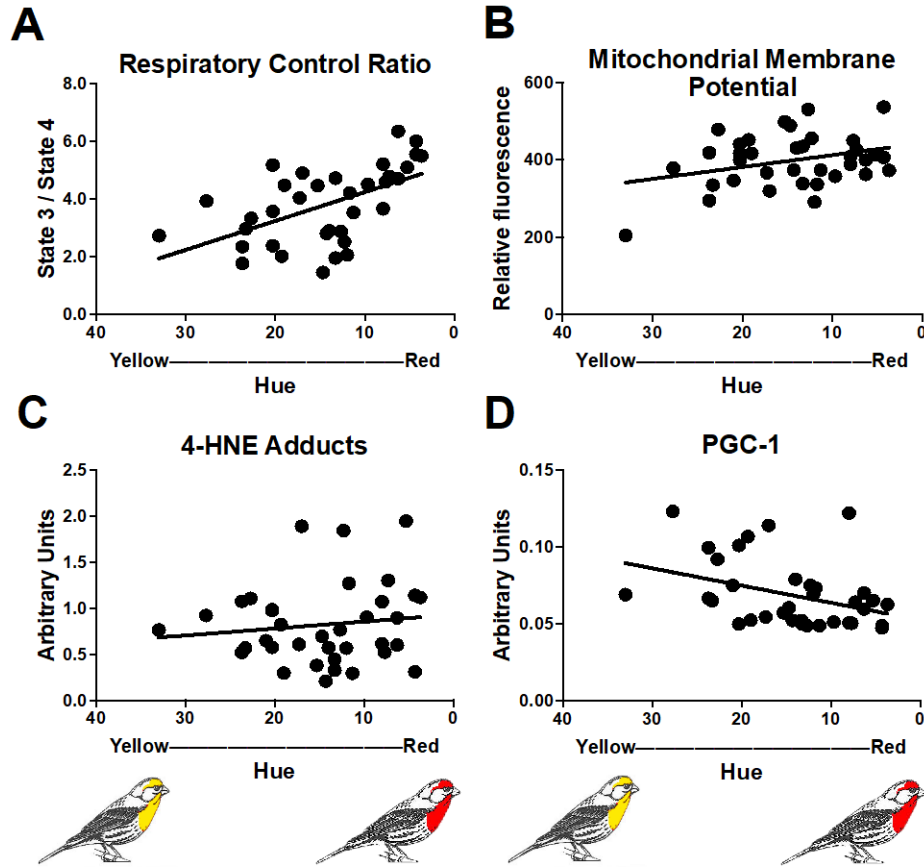 A
Respiratory Control Ratio
State 3 / State 4
8.0
6.0
4.0
2.0
0.0
40 30 20 10 0
Yellow————————————Red
Hue
B
Mitochondrial Membrane
Potential
Relative fluorescence
600
400
200
0
40 30 20 10 0
Yellow————————————Red
Hue
C
4-HNE Adducts
Arbitrary Units
2.5
2.0
1.5
1.0
0.5
0.0
40 30 20 10 0
Yellow————————————Red
Hue
D
PGC-1
Arbitrary Units
0.15
0.10
0.05
0.00
40 30 20 10 0
Yellow————————————Red
Hue